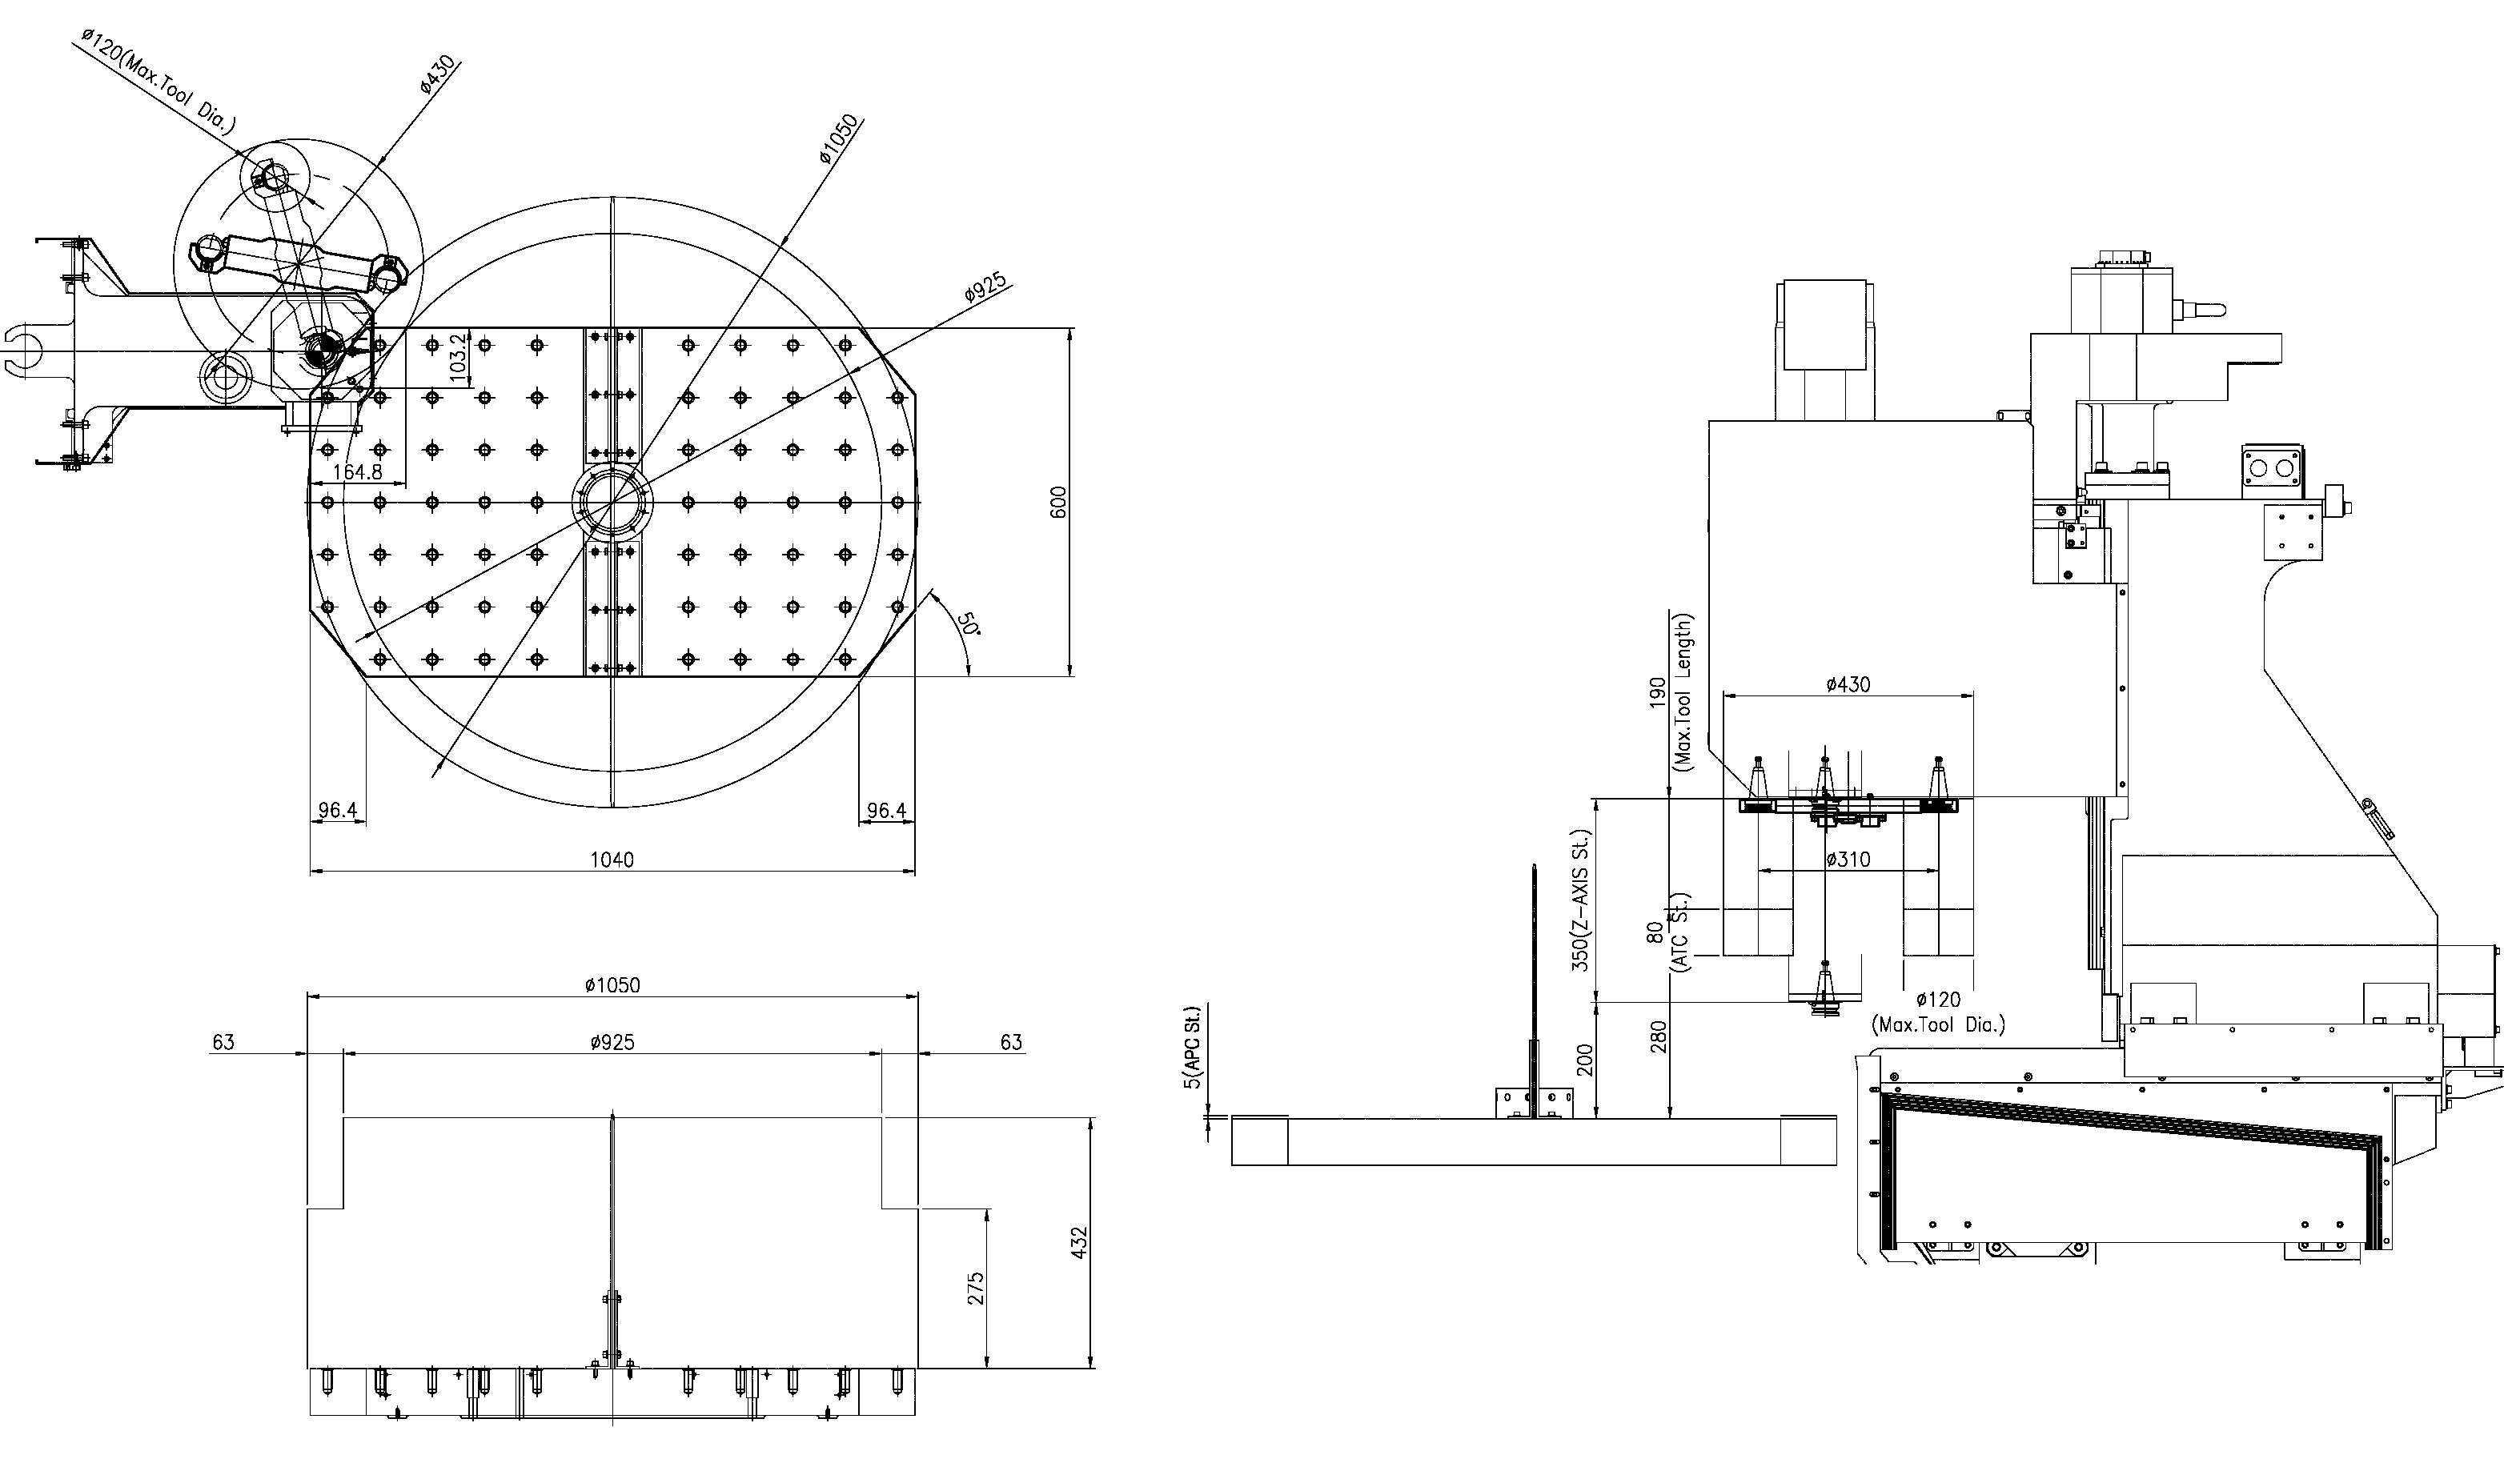 ø120(Max.Tool Dia.)
ø430
ø1050
ø925
103.2
164.8
600
50°
96.4
96.4
1040
ø1050
63
ø925
63
432
275
190
(Max.Tool Length)
ø430
ø310
350(Z-AXIS St.)
80
(ATC St.)
ø120
(Max.Tool Dia.)
5(APC St.)
200
280